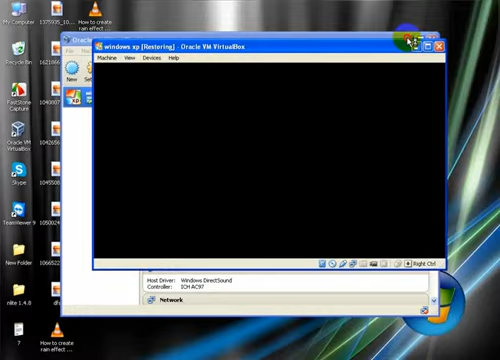 My Computer
1375935_10...
How to create
rain effect ...
Recycle Bin
FastStone
Capture
Oracle VM
VirtualBox
Skype
TeamViewer 9
New Folder
nlite 1.4.8
7
How to create
rain effect ...
windows xp [Restoring] - Oracle VM VirtualBox
Machine View Devices Help
New
Right Ctrl
Host Driver: Windows DirectSound
Controller: ICH AC97
Network